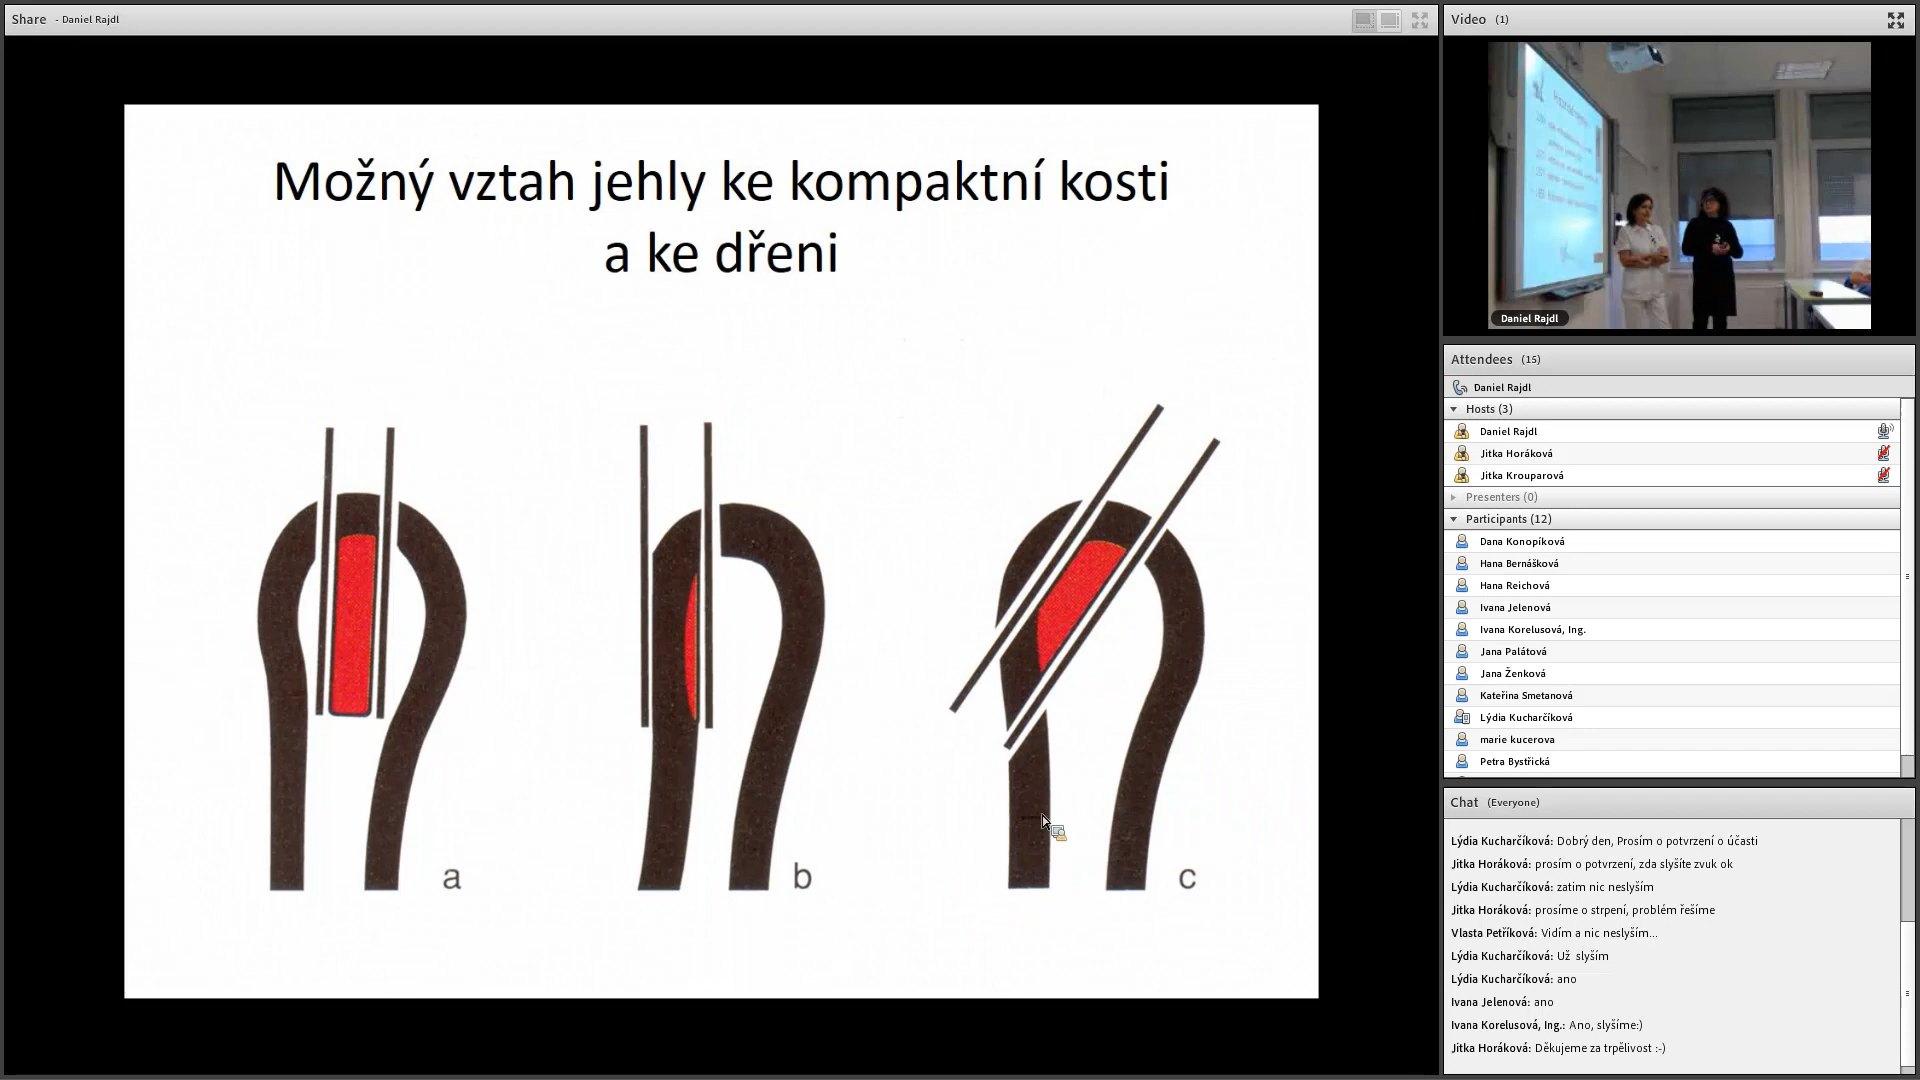 Share - Daniel Rajdl
Možný vztah jehly ke kompaktní kosti
a ke dřeni
a
b
c
Video (1)
Daniel Rajdl
Attendees (15)
Daniel Rajdl
Hosts (3)
Daniel Rajdl
Jitka Horáková
Jitka Krouparová
Presenters (0)
Participants (12)
Dana Konopíková
Hana Bernášková
Hana Reichová
Ivana Jelenová
Ivana Korelusová, Ing.
Jana Palátová
Jana Ženková
Kateřina Smetanová
Lýdia Kucharčíková
marie kucerova
Petra Bystřická
Chat (Everyone)
Lýdia Kucharčíková: Dobrý den, Prosím o potvrzení o účasti
Jitka Horáková: prosím o potvrzení, zda slyšíte zvuk ok
Lýdia Kucharčíková: zatim nic neslyším
Jitka Horáková: prosíme o strpení, problém řešíme
Vlasta Petříková: Vidím a nic neslyším...
Lýdia Kucharčíková: Už slyším
Lýdia Kucharčíková: ano
Ivana Jelenová: ano
Ivana Korelusová, Ing.: Ano, slyšíme:)
Jitka Horáková: Děkujeme za trpělivost :-)